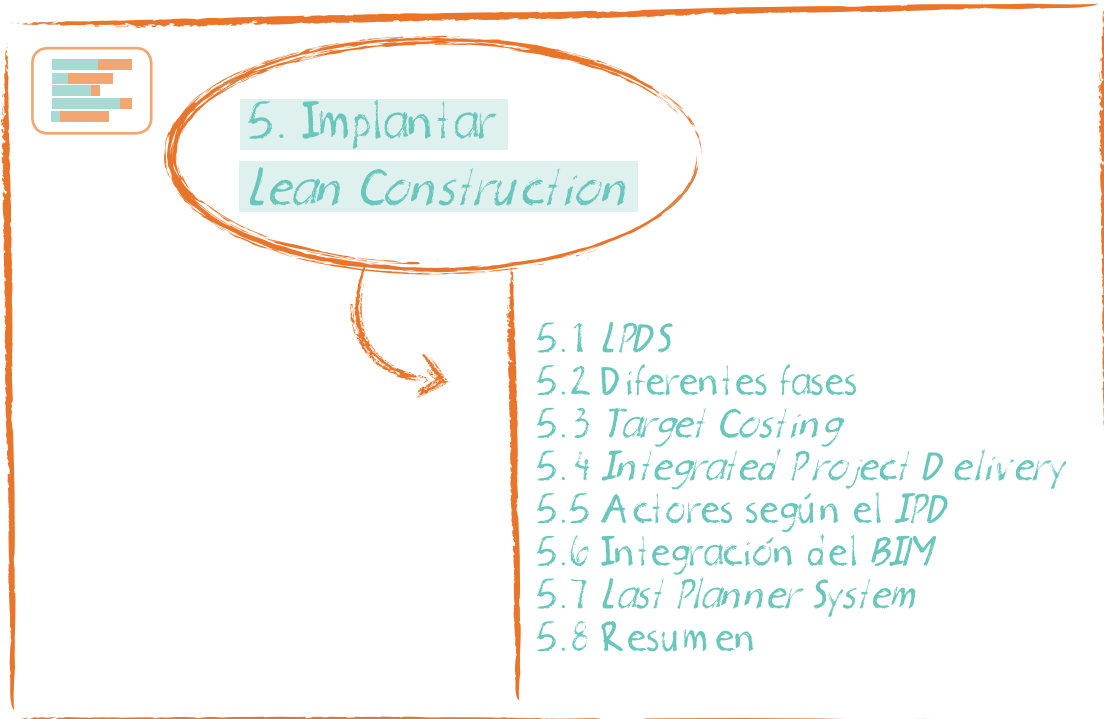 5. Implantar
Lean Construction
5.1 LPDS
5.2 Diferentes fases
5.3 Target Costing
5.4 Integrated Project Delivery
5.5 Actores según el IPD
5.6 Integración del BIM
5.7 Last Planner System
5.8 Resumen